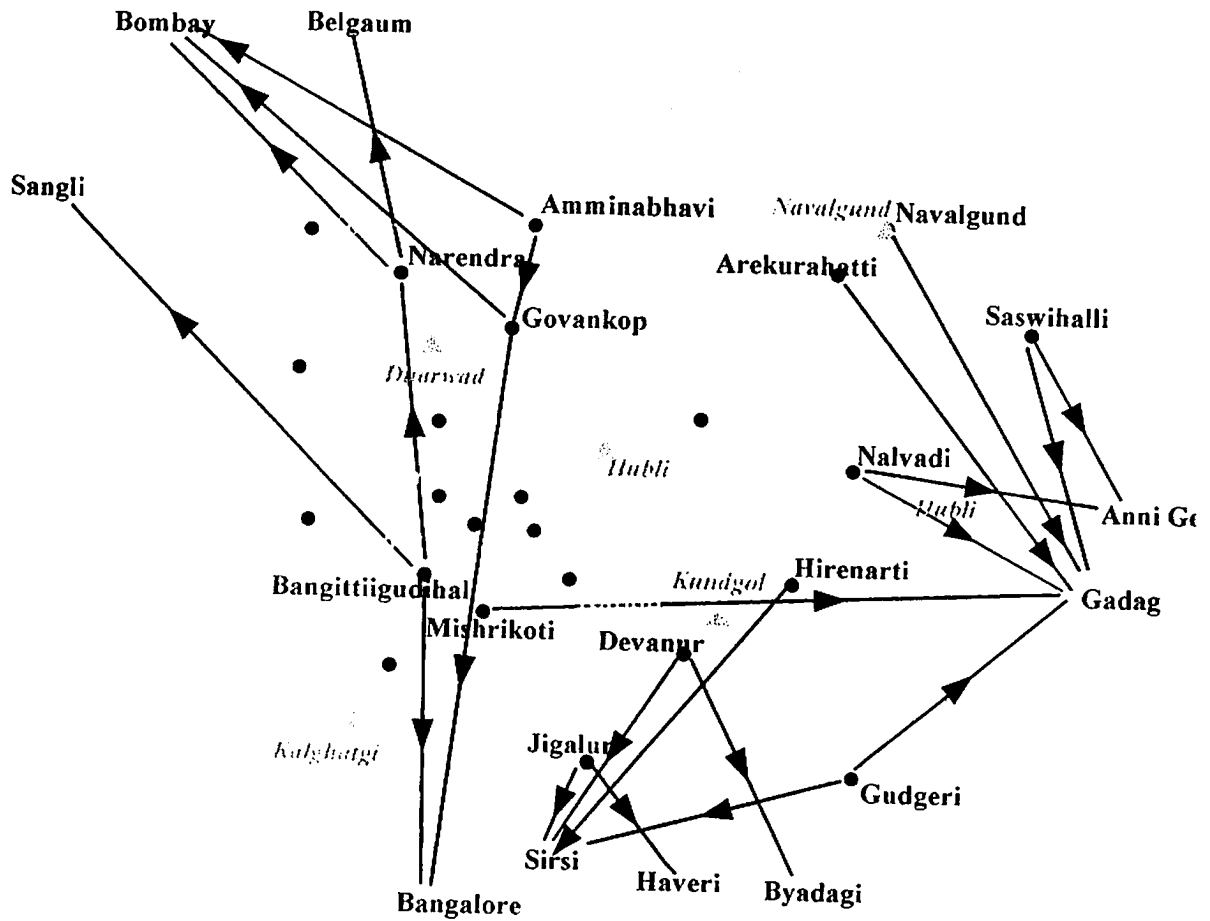 Bombay
Belgaum
Sangli
Amminabhavi
Navalgund
Navalgund
Narendra
Arekurahatti
Govankop
Saswihalli
Dharwad
Hubli
Nalvadi
Hubli
Anni Ge
Bangittiigudihal
Kundgol
Hirenarti
Gadag
Mishrikoti
Devanur
Kalghatgi
Jigalur
Gudgeri
Sirsi
Haveri
Byadagi
Bangalore